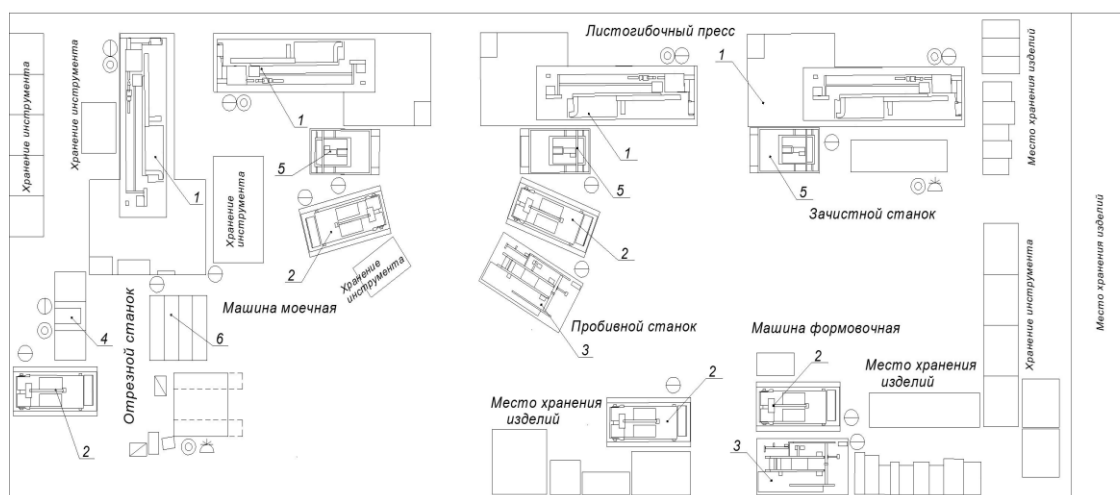 Хранение инструмента
Хранение инструмента
1
1
Листогибочный пресс
1
1
Место хранения изделий
Место хранения изделий
5
5
5
Хранение
инструмента
2
Хранение
инструмента
2
Зачистной станок
Хранение инструмента
4
Отрезной станок
6
Машина моечная
Пробивной станок
3
Машина формовочная
2
2
2
Место хранения
изделий
Место хранения
изделий
3